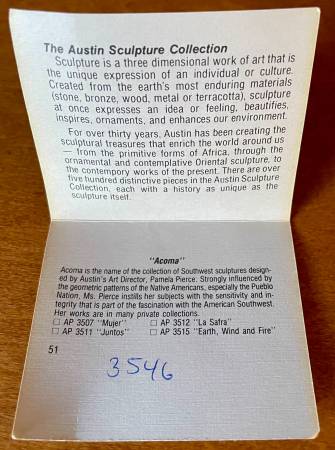 The Austin Sculpture Collection
Sculpture is a three dimensional work of art that is
the unique expression of an individual or culture.
Created from the earth's most enduring materials
(stone, bronze, wood, metal or terracotta), sculpture
at once expresses an idea or feeling, beautifies,
inspires, ornaments, and enhances our environment.
For over thirty years, Austin has been creating the
sculptural treasures that enrich the world around us
— from the primitive forms of Africa, through the
ornamental and contemplative Oriental sculpture, to
the contempory works of the present. There are over
five hundred distinctive pieces in the Austin Sculpture
Collection, each with a history as unique as the
sculpture itself.
"Acoma"
Acoma is the name of the collection of Southwest sculptures design-
ed by Austin's Art Director, Pamela Pierce. Strongly influenced by
the geometric patterns of the Native Americans, especially the Pueblo
Nation, Ms. Pierce instills her subjects with the sensitivity and in-
tegrity that is part of the fascination with the American Southwest.
Her works are in many private collections.
☐ AP 3507 "Mujer" ☐ AP 3512 "La Safra"
☐ AP 3511 "Juntos" ☐ AP 3515 "Earth, Wind and Fire"
51
3546